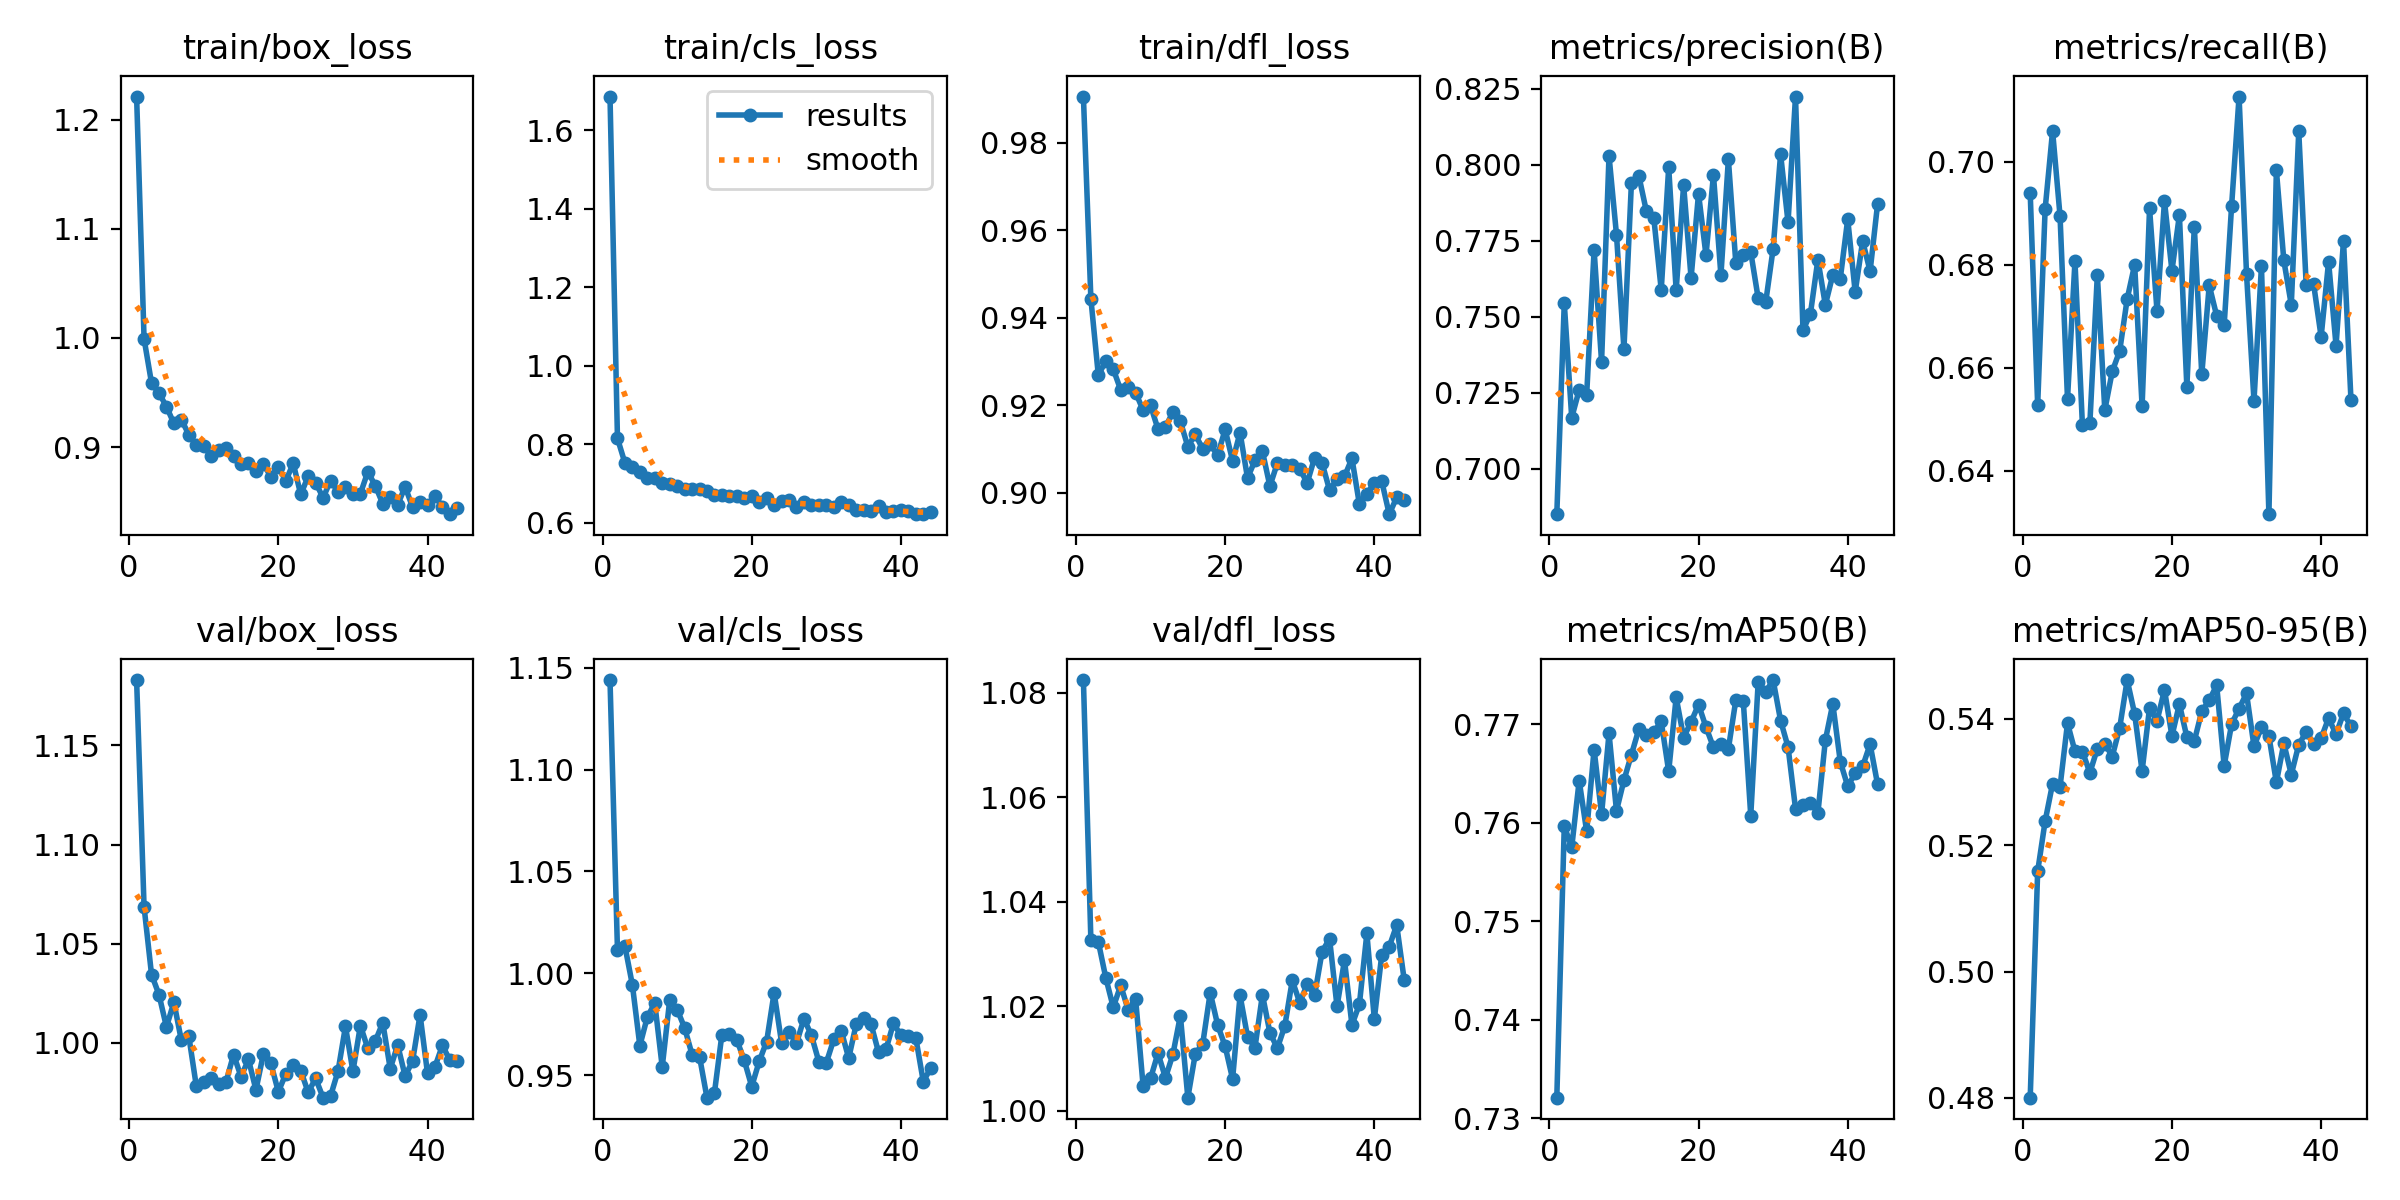 train/box_loss
1.2
1.1
1.0
0.9
0 20 40
train/cls_loss
results
smooth
1.6
1.4
1.2
1.0
0.8
0.6
0 20 40
train/dfl_loss
0.98
0.96
0.94
0.92
0.90
0 20 40
metrics/precision(B)
0.825
0.800
0.775
0.750
0.725
0.700
0 20 40
metrics/recall(B)
0.70
0.68
0.66
0.64
0 20 40
val/box_loss
1.15
1.10
1.05
1.00
0 20 40
val/cls_loss
1.15
1.10
1.05
1.00
0.95
0 20 40
val/dfl_loss
1.08
1.06
1.04
1.02
1.00
0 20 40
metrics/mAP50(B)
0.77
0.76
0.75
0.74
0.73
0 20 40
metrics/mAP50-95(B)
0.54
0.52
0.50
0.48
0 20 40